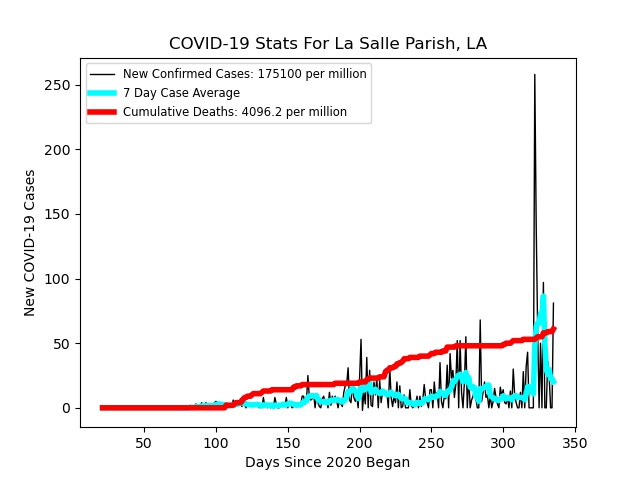 COVID-19 Stats For La Salle Parish, LA
New Confirmed Cases: 175100 per million
7 Day Case Average
Cumulative Deaths: 4096.2 per million
New COVID-19 Cases
250
200
150
100
50
0
50 100 150 200 250 300 350
Days Since 2020 Began